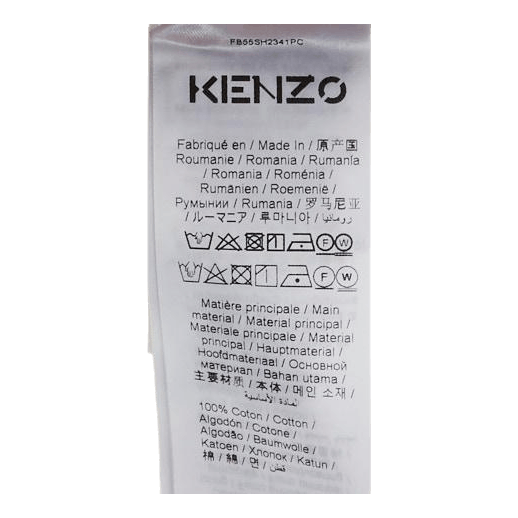 FB55SH2341PC
KENZO
Fabriqué en / Made In / 原产国
Roumanie / Romania / Rumanía
/ Romania / Roménia /
Rumänien / Roemenië /
Румынии / Rumania / 罗马尼亚
/ ルーマニア / 루마니아 / رومانيا
Matière principale / Main
material / Material principal /
Materiale principale / Material
principal / Hauptmaterial /
Hoofdmateriaal / Основной
материал / Bahan utama /
主要材质 / 本体 / 메인 소재 /
المادة الأساسية
100% Coton / Cotton /
Algodón / Cotone /
Algodão / Baumwolle /
Katoen / Хлопок / Katun /
棉 / 綿 / 면 / قطن